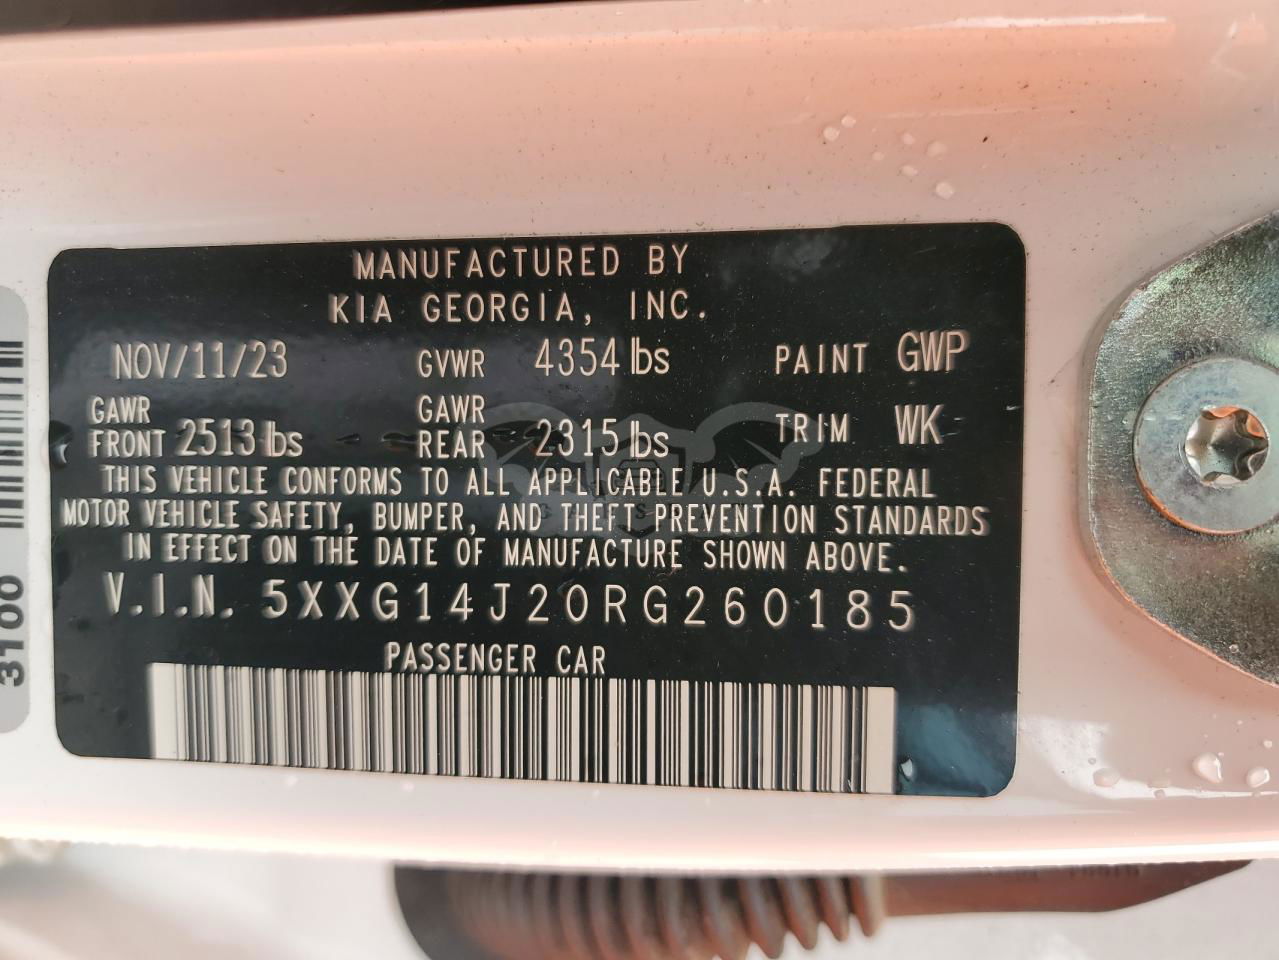 MANUFACTURED BY
KIA GEORGIA, INC.
NOV/11/23 GVWR 4354 lbs PAINT GWP
GAWR FRONT 2513 lbs GAWR REAR 2315 lbs TRIM WK
THIS VEHICLE CONFORMS TO ALL APPLICABLE U.S.A. FEDERAL
MOTOR VEHICLE SAFETY, BUMPER, AND THEFT PREVENTION STANDARDS
IN EFFECT ON THE DATE OF MANUFACTURE SHOWN ABOVE.
V.I.N. 5XXG14J20RG260185
PASSENGER CAR
3100